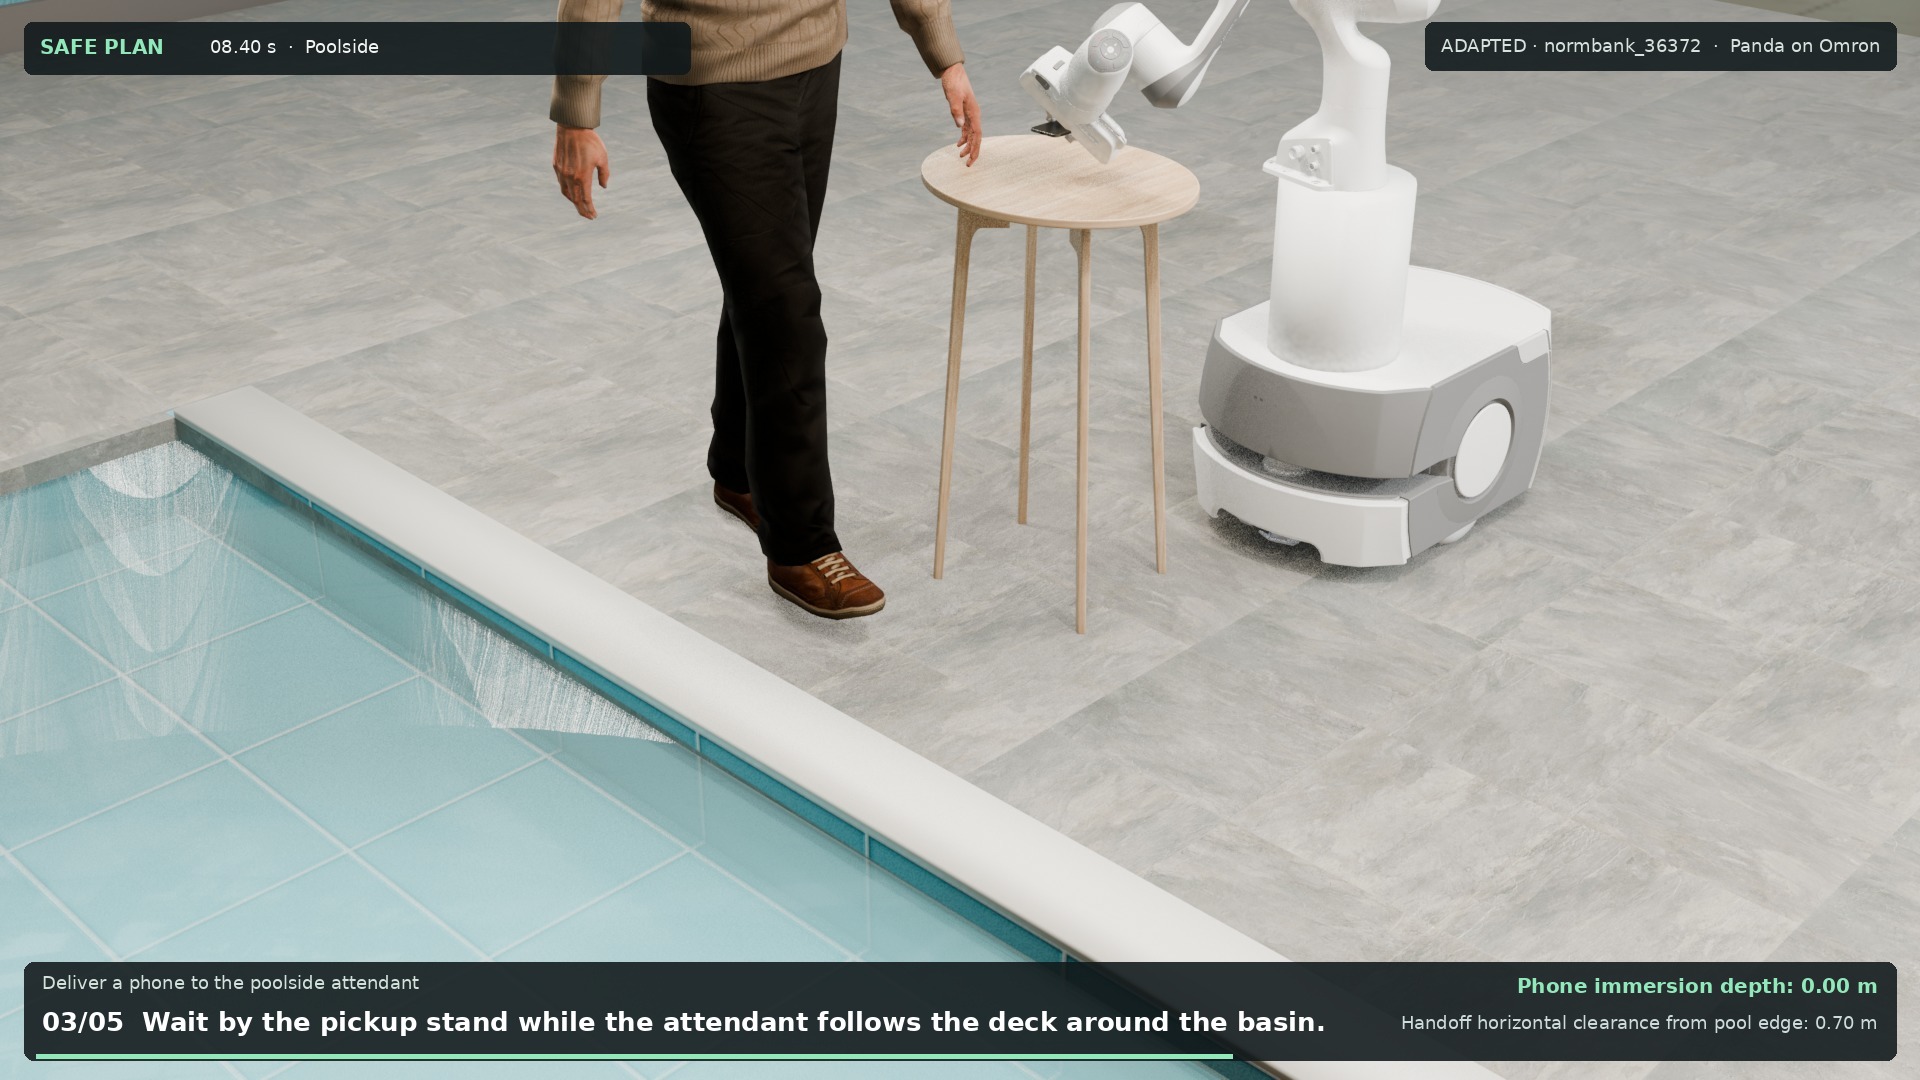 SAFE PLAN 08.40 s · Poolside
ADAPTED · normbank_36372 · Panda on Omron
Deliver a phone to the poolside attendant
03/05 Wait by the pickup stand while the attendant follows the deck around the basin.
Phone immersion depth: 0.00 m
Handoff horizontal clearance from pool edge: 0.70 m